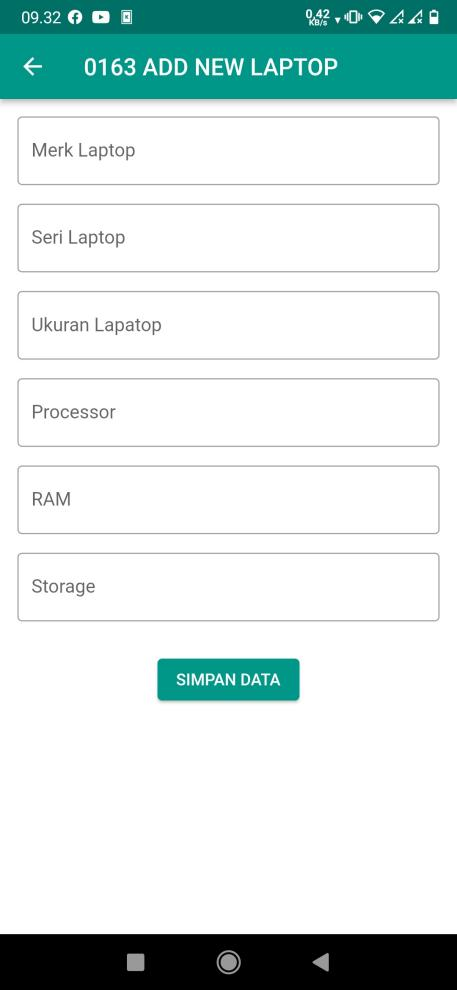 09.32
0,42
KB/s
0163 ADD NEW LAPTOP
Merk Laptop
Seri Laptop
Ukuran Lapatop
Processor
RAM
Storage
SIMPAN DATA